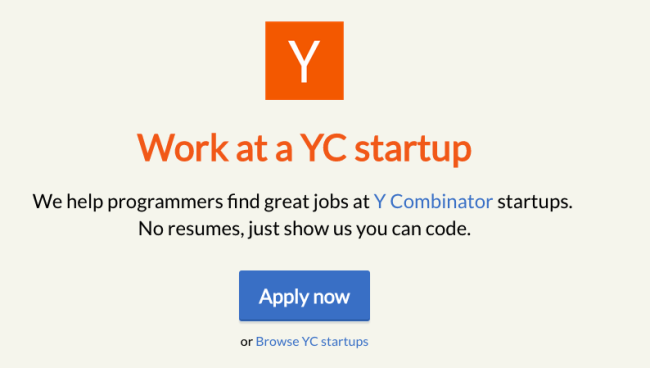 Y
Work at a YC startup
We help programmers find great jobs at Y Combinator startups.
No resumes, just show us you can code.
Apply now
or Browse YC startups